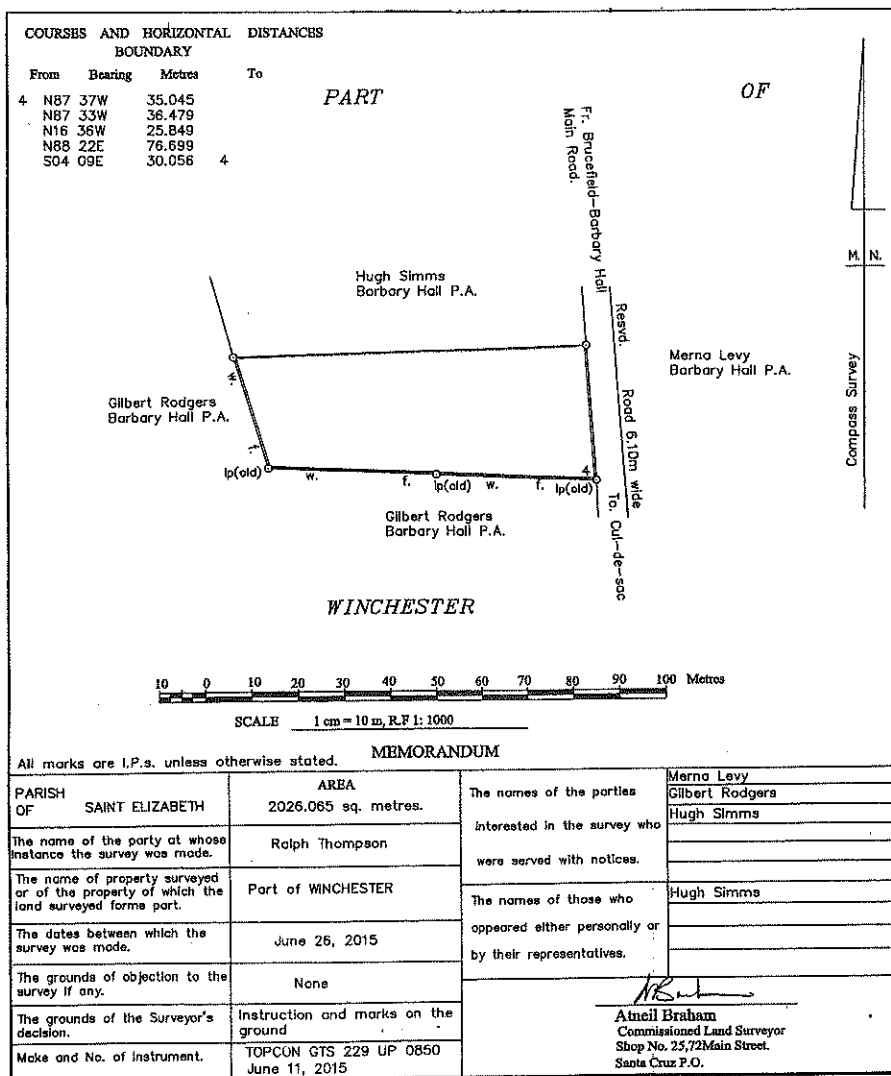 COURSES AND HORIZONTAL DISTANCES
BOUNDARY
From Bearing Metres To
4 N87 37W 35.045
N87 33W 36.479
N16 36W 25.849
N88 22E 76.699
S04 09E 30.056 4
PART
OF
Fr. Brucefield-Barbary Hall
Main Road.
M. N.
Compass Survey
Hugh Simms
Barbary Hall P.A.
Resvd. Road 6.10m wide
Merna Levy
Barbary Hall P.A.
Gilbert Rodgers
Barbary Hall P.A.
w.
f.
Ip(old)
w.
f.
Ip(old)
w.
f.
Ip(old)
4
Gilbert Rodgers
Barbary Hall P.A.
To. Cul-de-sac
WINCHESTER
10 0 10 20 30 40 50 60 70 80 90 100 Metres
SCALE 1 cm = 10 m, R.F 1: 1000
MEMORANDUM
All marks are I.P.s. unless otherwise stated.
PARISH
OF SAINT ELIZABETH
AREA
2026.065 sq. metres.
The name of the party at whose
instance the survey was made.
Ralph Thompson
The name of property surveyed
or of the property of which the
land surveyed forms part.
Part of WINCHESTER
The dates between which the
survey was made.
June 26, 2015
The grounds of objection to the
survey if any.
None
The grounds of the Surveyor's
decision.
Instruction and marks on the
ground
Make and No. of Instrument.
TOPCON GTS 229 UP 0850
June 11, 2015
The names of the parties
interested in the survey who
were served with notices.
Merna Levy
Gilbert Rodgers
Hugh Simms
The names of those who
appeared either personally or
by their representatives.
Hugh Simms
Atneil Braham
Commissioned Land Surveyor
Shop No. 25,72Main Street.
Santa Cruz P.O.